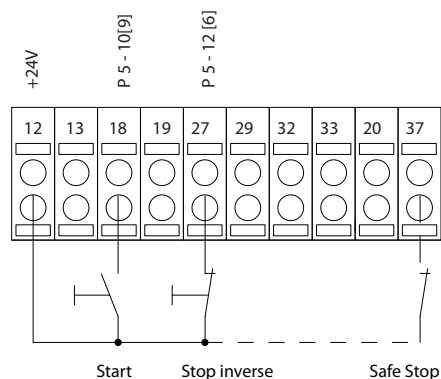 +24V
P 5 - 10[9]
P 5 - 12 [6]
12 13 18 19 27 29 32 33 20 37
Start Stop inverse Safe Stop